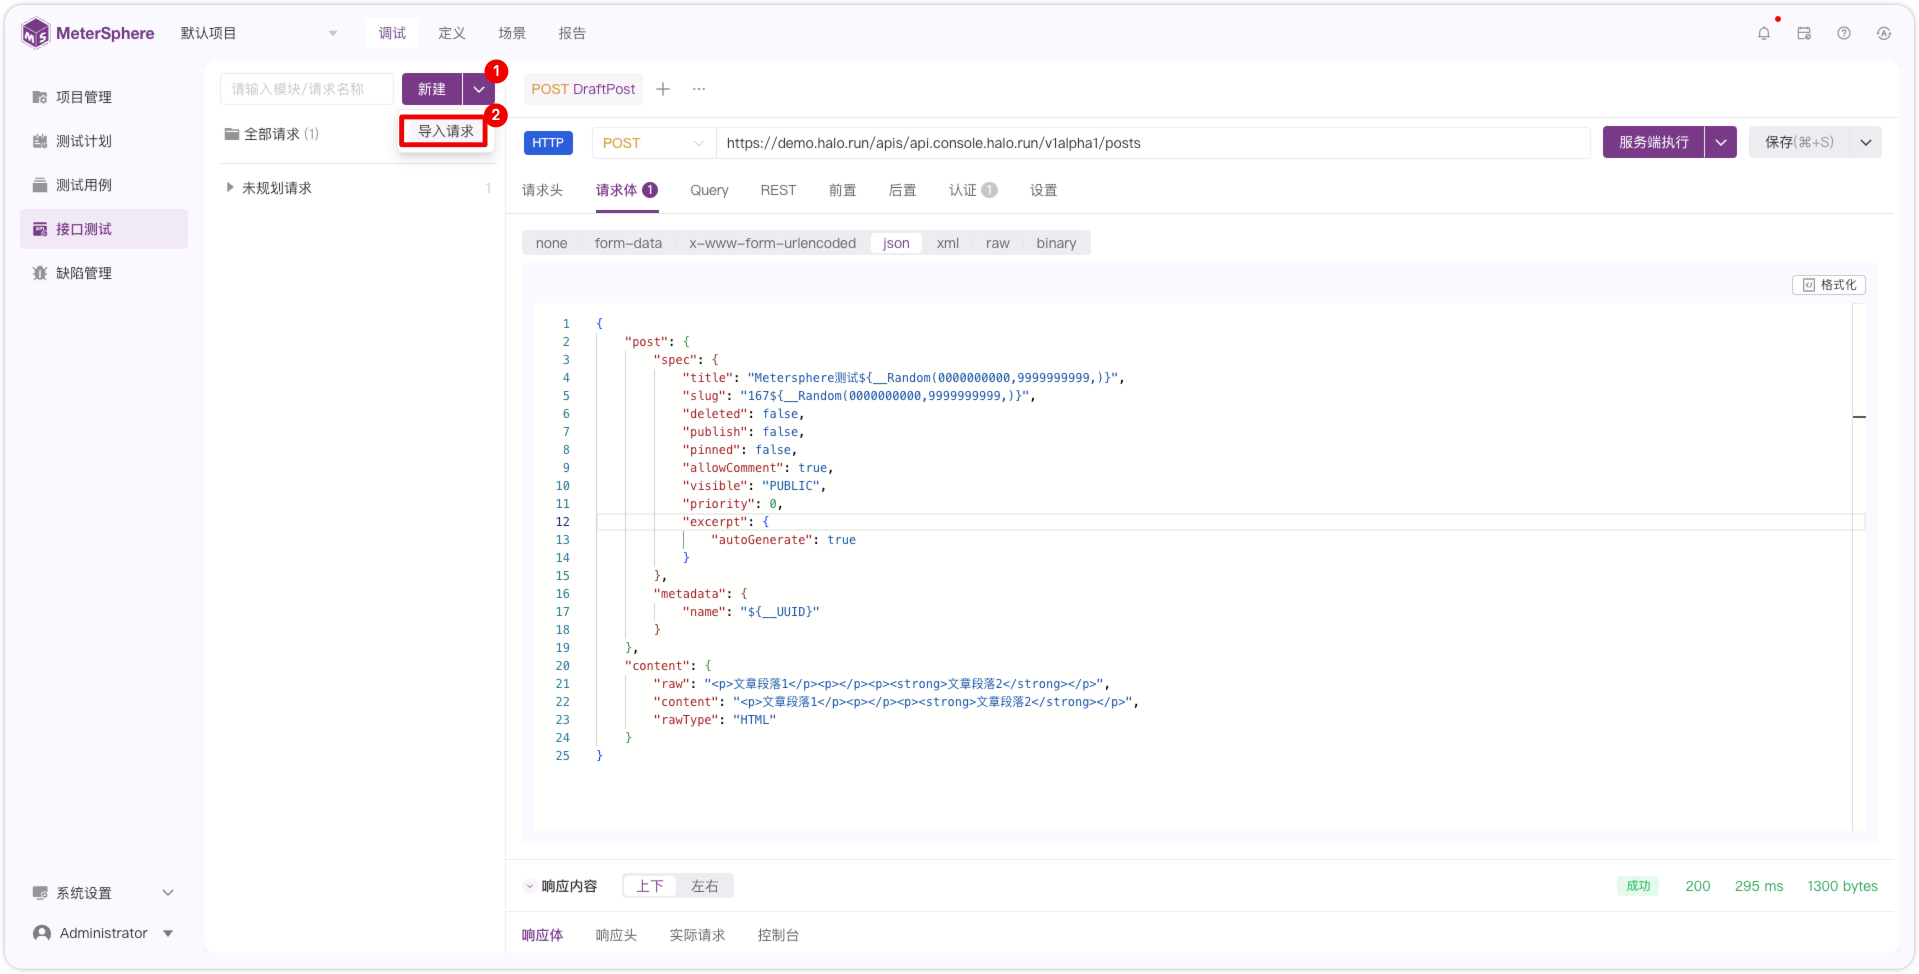 MeterSphere
默认项目
调试
定义
场景
报告
项目管理
测试计划
测试用例
接口测试
缺陷管理
系统设置
Administrator
请输入模块/请求名称
新建
1
2
导入请求
全部请求 (1)
未规划请求
1
POST DraftPost
HTTP
POST
https://demo.halo.run/apis/api.console.halo.run/v1alpha1/posts
服务端执行
保存(⌘+S)
请求头
请求体 1
Query
REST
前置
后置
认证 1
设置
none
form-data
x-www-form-urlencoded
json
xml
raw
binary
格式化
1 {
2 "post": {
3 "spec": {
4 "title": "Metersphere测试${__Random(0000000000,9999999999,)}",
5 "slug": "167${__Random(0000000000,9999999999,)}",
6 "deleted": false,
7 "publish": false,
8 "pinned": false,
9 "allowComment": true,
10 "visible": "PUBLIC",
11 "priority": 0,
12 "excerpt": {
13 "autoGenerate": true
14 }
15 },
16 "metadata": {
17 "name": "${__UUID}"
18 }
19 },
20 "content": {
21 "raw": "<p>文章段落1</p><p></p><p><strong>文章段落2</strong></p>",
22 "content": "<p>文章段落1</p><p></p><p><strong>文章段落2</strong></p>",
23 "rawType": "HTML"
24 }
25 }
响应内容
上下
左右
成功
200
295 ms
1300 bytes
响应体
响应头
实际请求
控制台